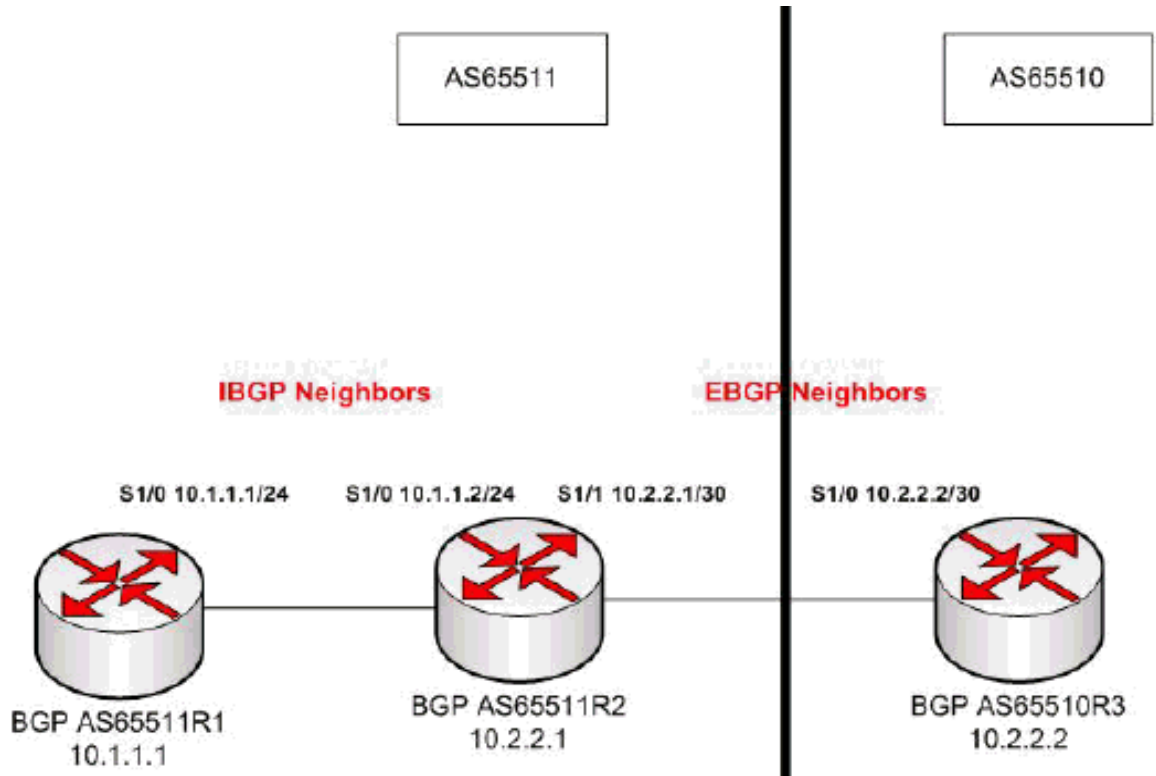 AS65511
AS65510
IBGP Neighbors
EBGP Neighbors
S1/0 10.1.1.1/24
S1/0 10.1.1.2/24
S1/1 10.2.2.1/30
S1/0 10.2.2.2/30
BGP AS65511R1
10.1.1.1
BGP AS65511R2
10.2.2.1
BGP AS65510R3
10.2.2.2